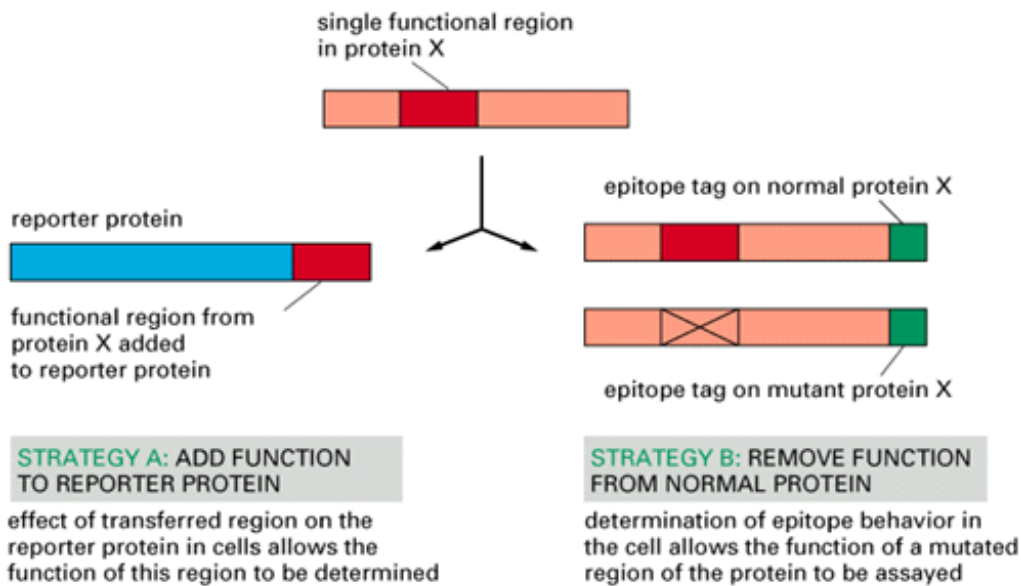 single functional region
in protein X
reporter protein
functional region from
protein X added
to reporter protein
epitope tag on normal protein X
epitope tag on mutant protein X
STRATEGY A: ADD FUNCTION
TO REPORTER PROTEIN
effect of transferred region on the
reporter protein in cells allows the
function of this region to be determined
STRATEGY B: REMOVE FUNCTION
FROM NORMAL PROTEIN
determination of epitope behavior in
the cell allows the function of a mutated
region of the protein to be assayed